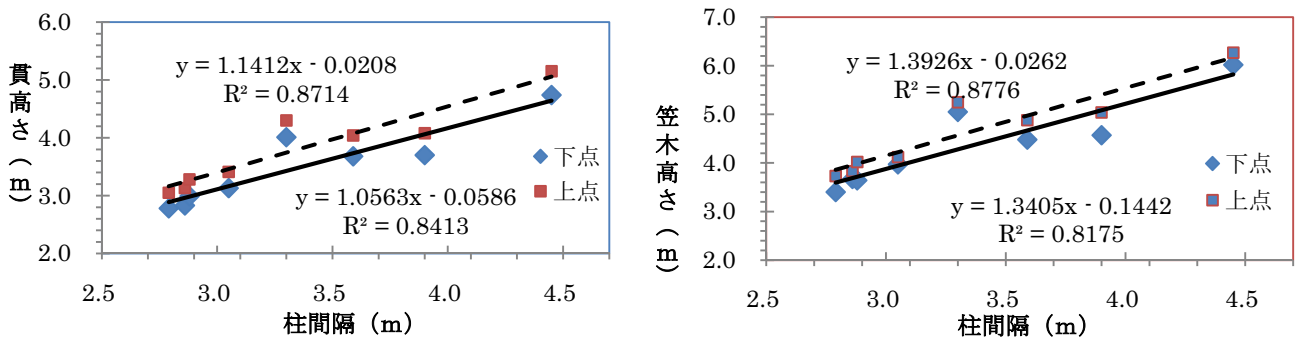 6.0
5.0
4.0
3.0
2.0
貫高さ（m）
y = 1.1412x - 0.0208
R² = 0.8714
下点
上点
y = 1.0563x - 0.0586
R² = 0.8413
2.5 3.0 3.5 4.0 4.5
柱間隔（m）
7.0
6.0
5.0
4.0
3.0
2.0
笠木高さ（m）
y = 1.3926x - 0.0262
R² = 0.8776
下点
上点
y = 1.3405x - 0.1442
R² = 0.8175
2.5 3.0 3.5 4.0 4.5
柱間隔（m）